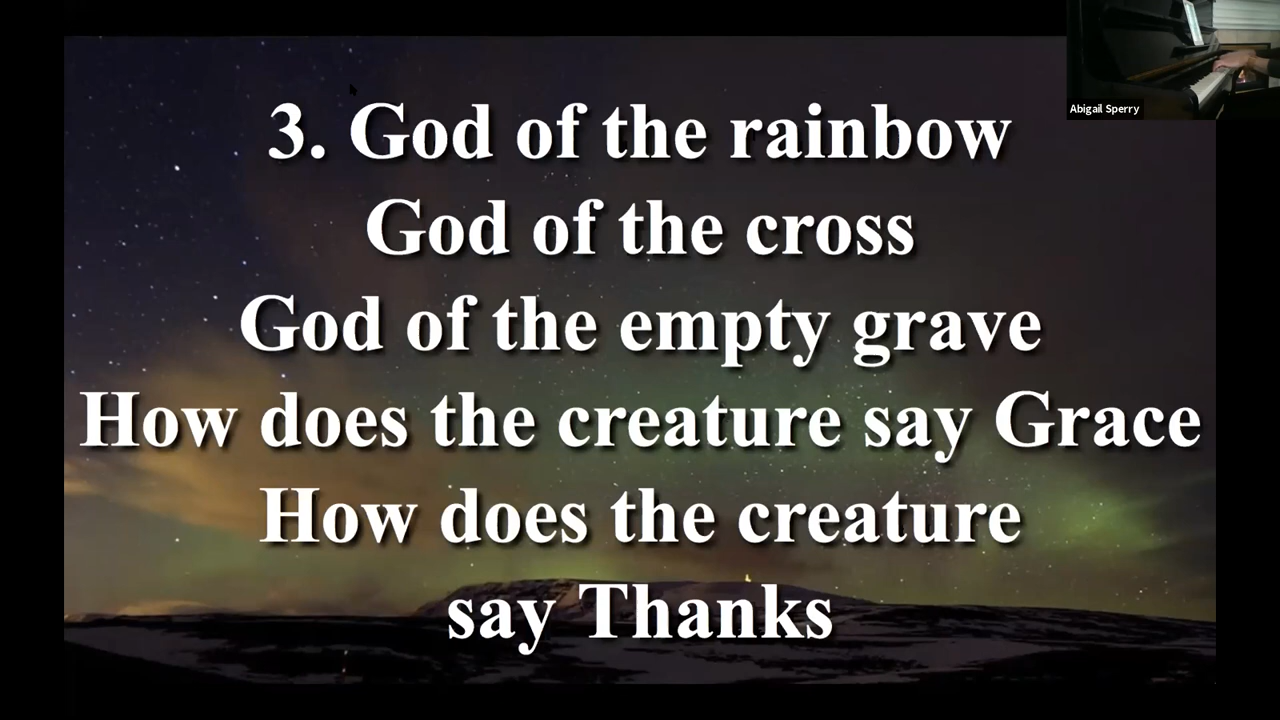 Abigail Sperry
3. God of the rainbow
God of the cross
God of the empty grave
How does the creature say Grace
How does the creature
say Thanks